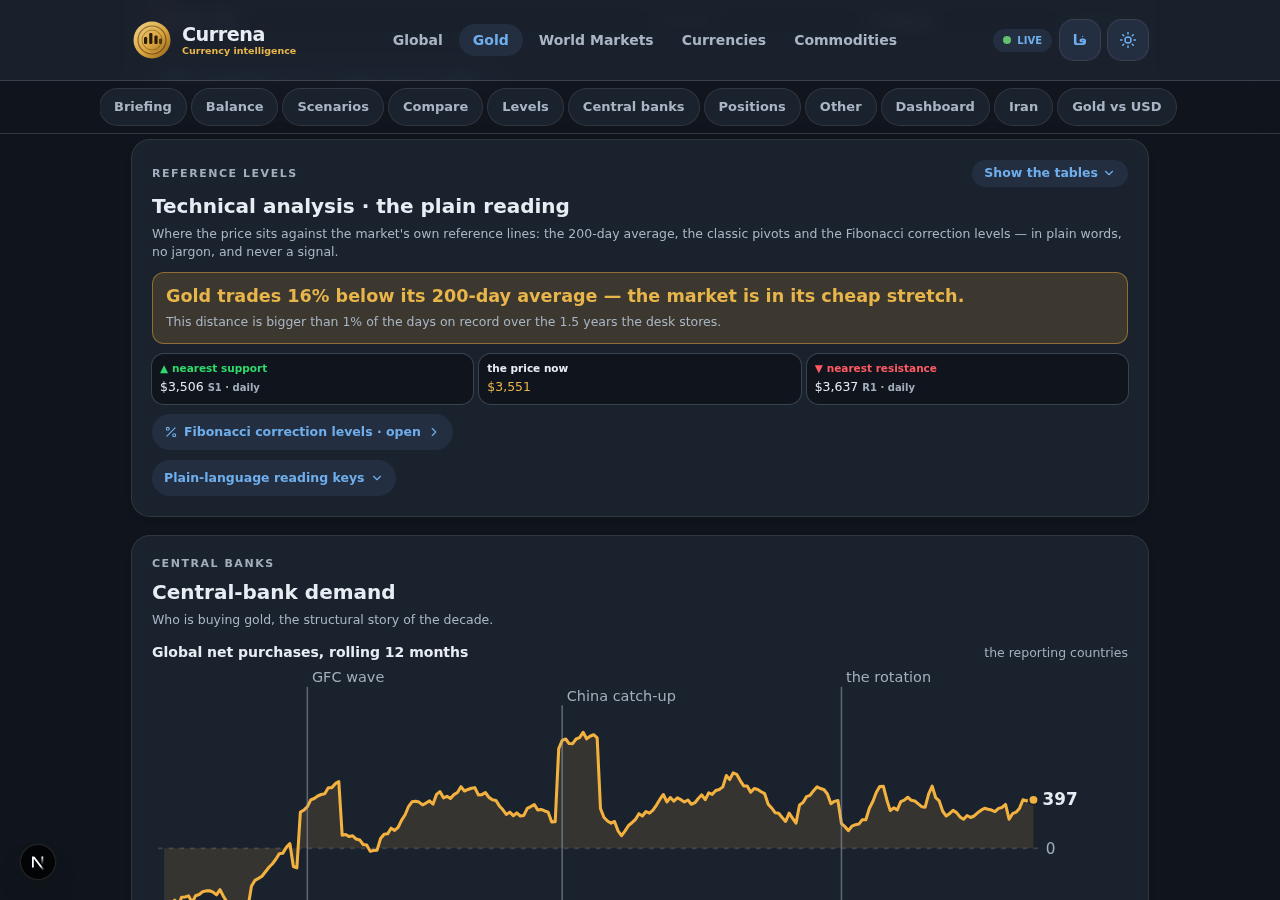 Currena
Currency intelligence
Global
Gold
World Markets
Currencies
Commodities
LIVE
فا
Briefing
Balance
Scenarios
Compare
Levels
Central banks
Positions
Other
Dashboard
Iran
Gold vs USD
REFERENCE LEVELS
Show the tables
Technical analysis · the plain reading
Where the price sits against the market's own reference lines: the 200-day average, the classic pivots and the Fibonacci correction levels — in plain words,
no jargon, and never a signal.
Gold trades 16% below its 200-day average — the market is in its cheap stretch.
This distance is bigger than 1% of the days on record over the 1.5 years the desk stores.
▲ nearest support
$3,506 S1 · daily
the price now
$3,551
▼ nearest resistance
$3,637 R1 · daily
Fibonacci correction levels · open
Plain-language reading keys
CENTRAL BANKS
Central-bank demand
Who is buying gold, the structural story of the decade.
Global net purchases, rolling 12 months
the reporting countries
GFC wave
China catch-up
the rotation
397
0
N